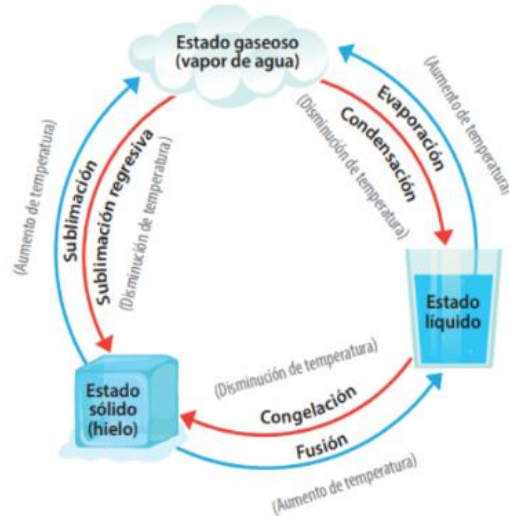 Estado gaseoso
(vapor de agua)
(Aumento de temperatura)
Sublimación
Sublimación regresiva
(Disminución de temperatura)
(Disminución de temperatura)
Condensación
Evaporación
(Aumento de temperatura)
Estado
líquido
Estado
sólido
(hielo)
(Disminución de temperatura)
Congelación
Fusión
(Aumento de temperatura)